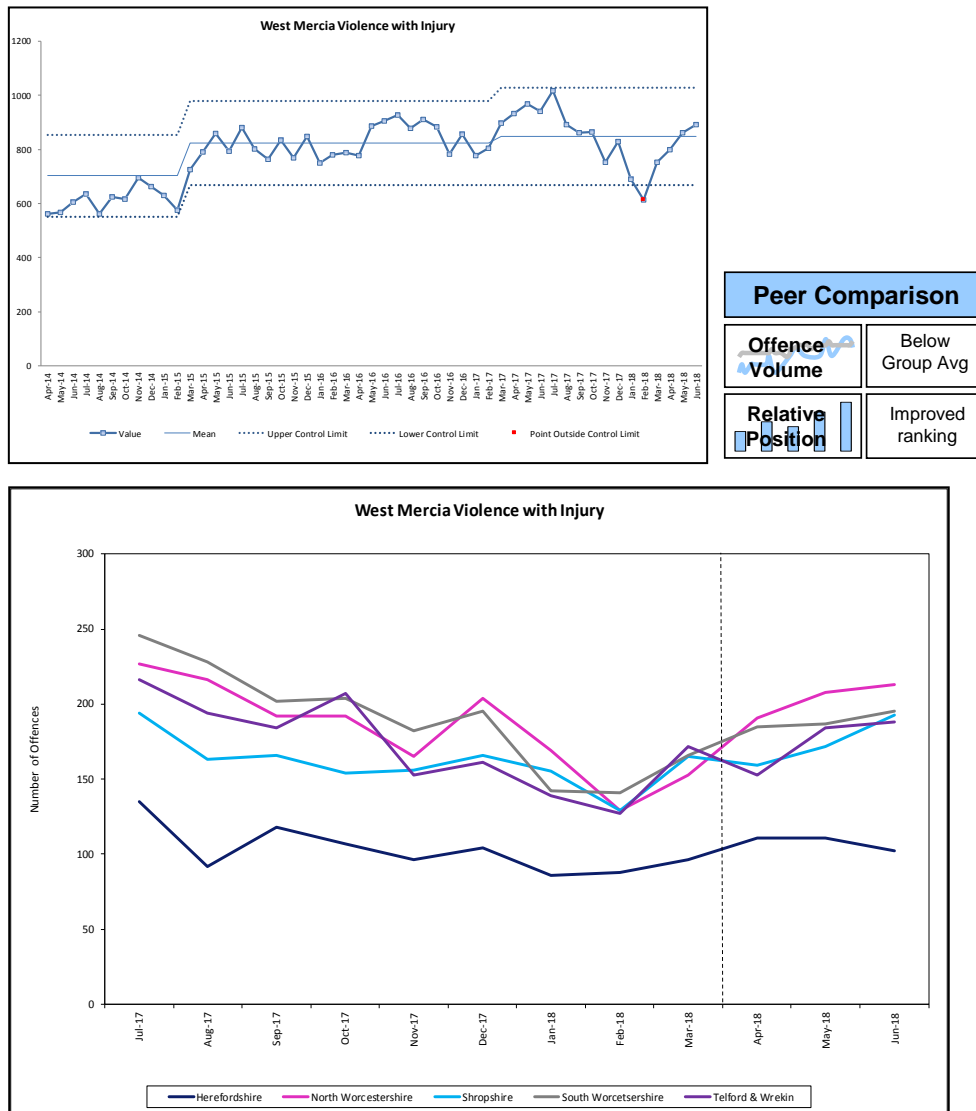 West Mercia Violence with Injury
1200
1000
800
600
400
200
0
Apr-14 May-14 Jun-14 Jul-14 Aug-14 Sep-14 Oct-14 Nov-14 Dec-14 Jan-15 Feb-15 Mar-15 Apr-15 May-15 Jun-15 Jul-15 Aug-15 Sep-15 Oct-15 Nov-15 Dec-15 Jan-16 Feb-16 Mar-16 Apr-16 May-16 Jun-16 Jul-16 Aug-16 Sep-16 Oct-16 Nov-16 Dec-16 Jan-17 Feb-17 Mar-17 Apr-17 May-17 Jun-17 Jul-17 Aug-17 Sep-17 Oct-17 Nov-17 Dec-17 Jan-18 Feb-18 Mar-18 Apr-18 May-18 Jun-18
Value Mean Upper Control Limit Lower Control Limit Point Outside Control Limit
Peer Comparison
Offence
Volume
Below
Group Avg
Relative
Position
Improved
ranking
West Mercia Violence with Injury
Number of Offences
300
250
200
150
100
50
0
Jul-17 Aug-17 Sep-17 Oct-17 Nov-17 Dec-17 Jan-18 Feb-18 Mar-18 Apr-18 May-18 Jun-18
Herefordshire North Worcestershire Shropshire South Worcetsershire Telford & Wrekin